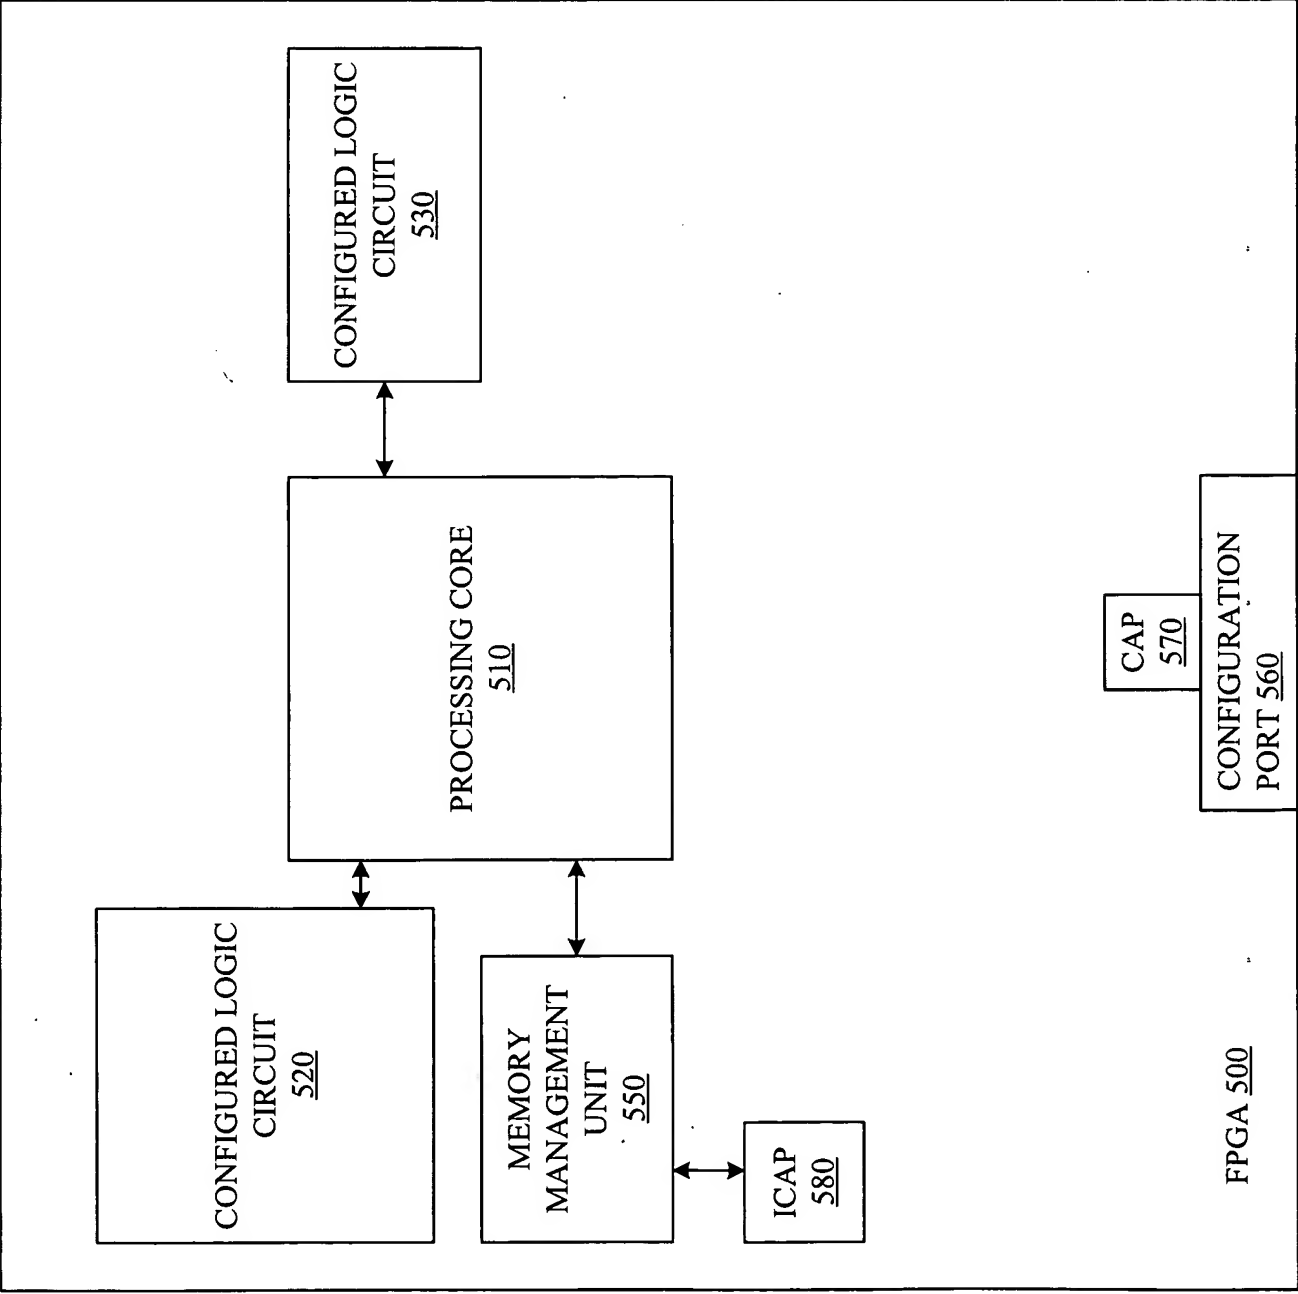 CONFIGURED LOGIC
CIRCUIT
520
MEMORY
MANAGEMENT
UNIT
550
ICAP
580
PROCESSING CORE
510
CONFIGURED LOGIC
CIRCUIT
530
CAP
570
CONFIGURATION
PORT 560
FPGA 500